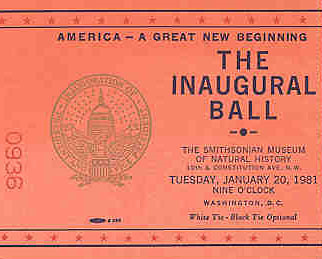 AMERICA – A GREAT NEW BEGINNING
THE
INAUGURAL
BALL
THE SMITHSONIAN MUSEUM
OF NATURAL HISTORY
10th & CONSTITUTION AVE. N.W.
TUESDAY, JANUARY 20, 1981
NINE O'CLOCK
WASHINGTON, D.C.
White Tie - Black Tie Optional
0936